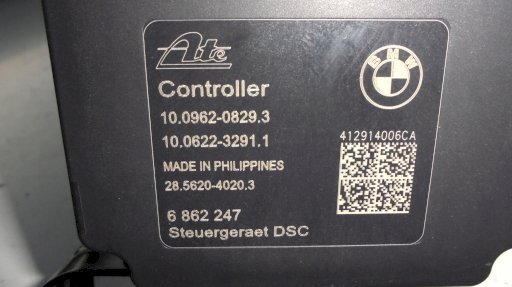 Ate
BMW
Controller
10.0962-0829.3
10.0622-3291.1
412914006CA
MADE IN PHILIPPINES
28.5620-4020.3
6 862 247
Steuergeraet DSC